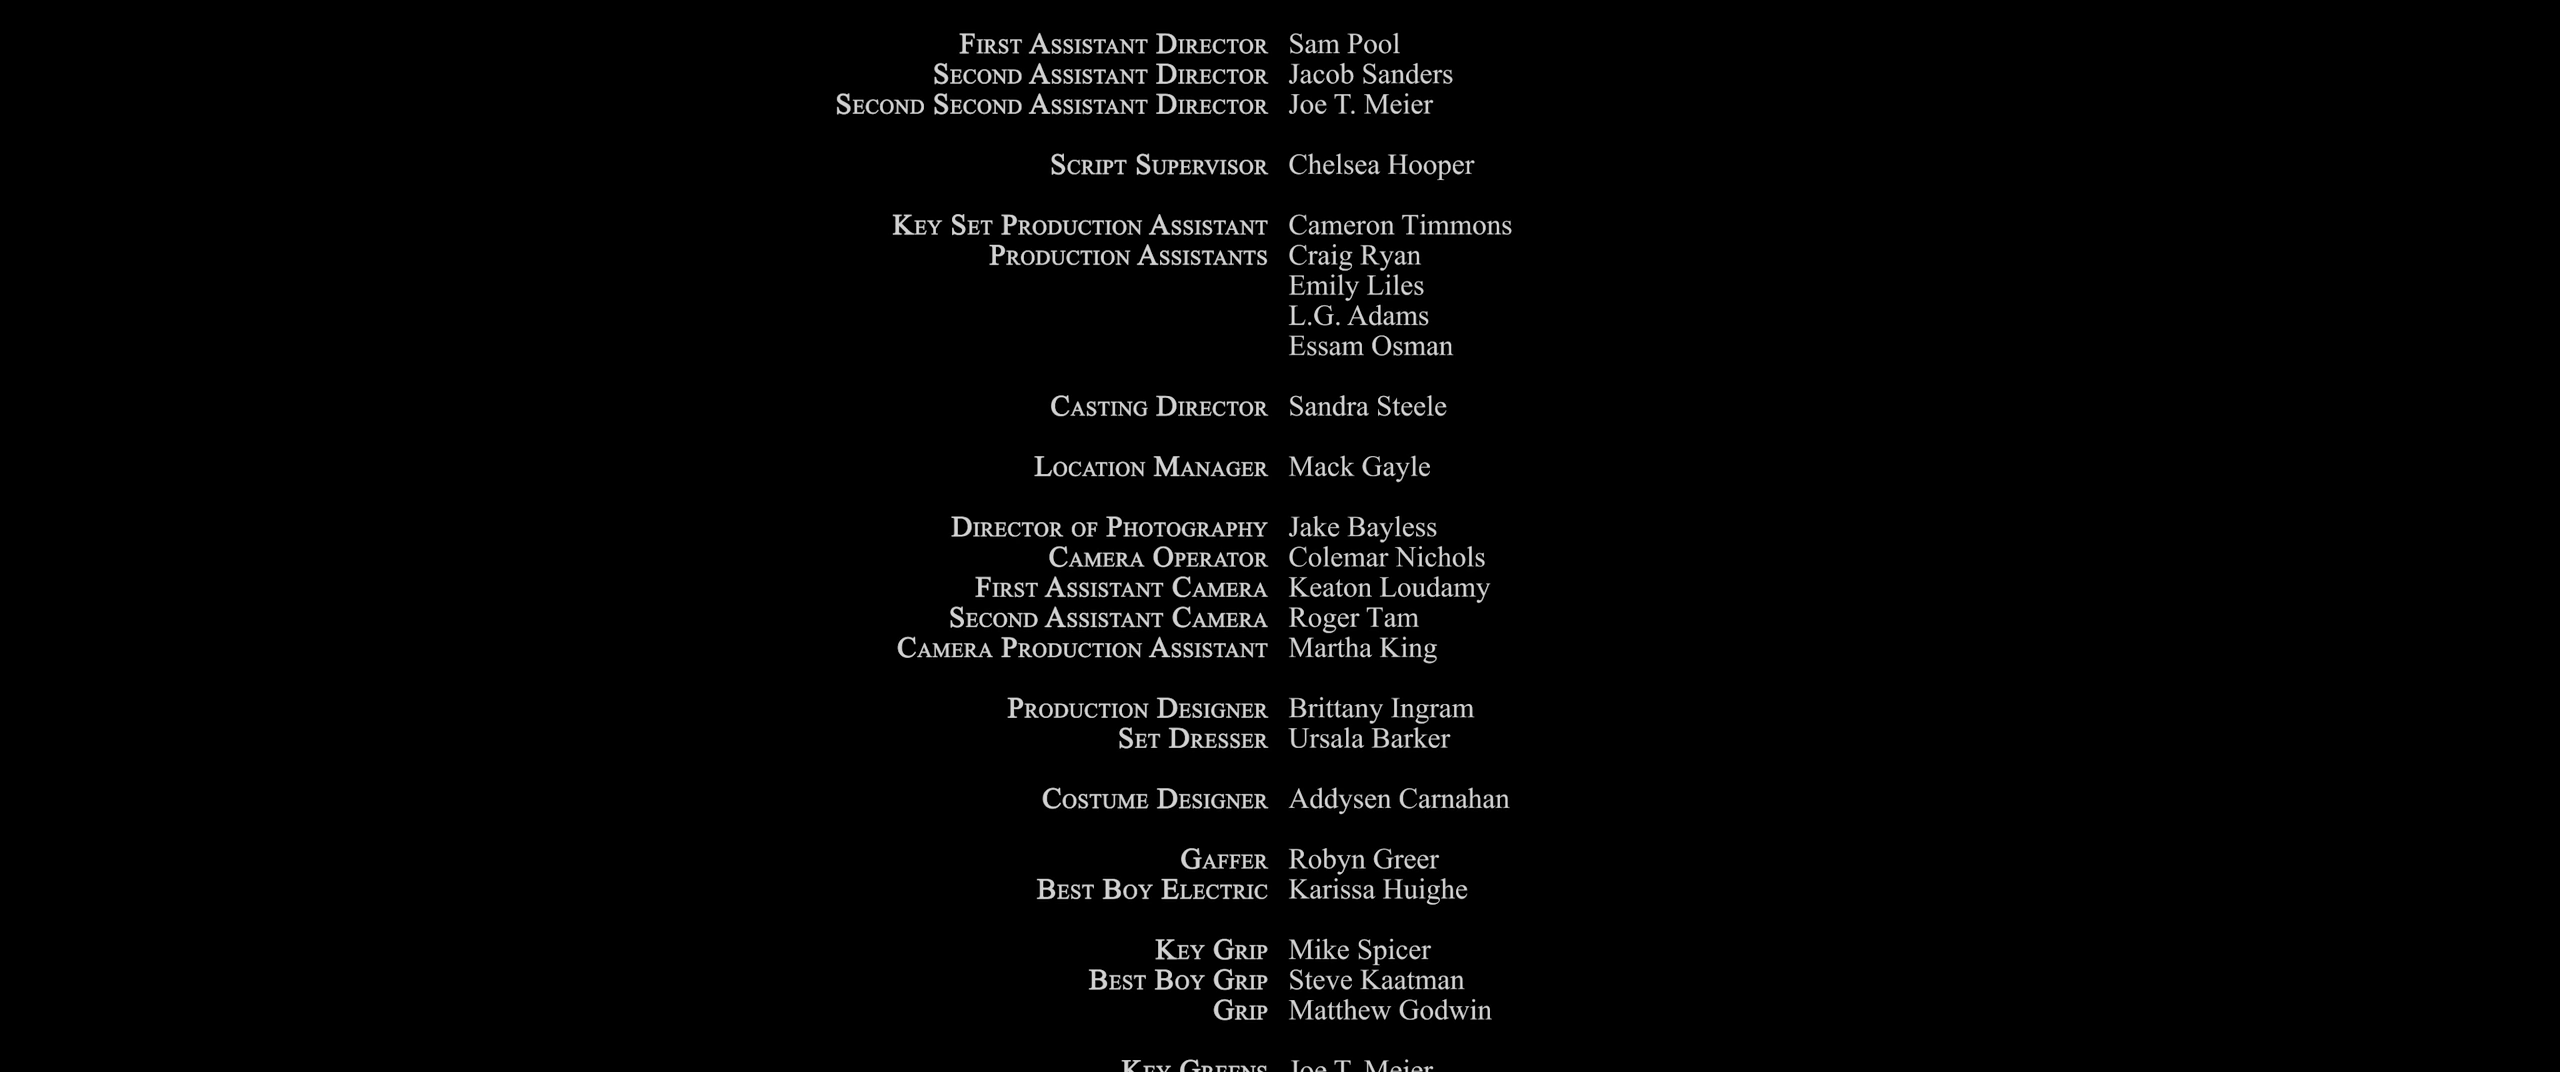 First Assistant Director Sam Pool
Second Assistant Director Jacob Sanders
Second Second Assistant Director Joe T. Meier
Script Supervisor Chelsea Hooper
Key Set Production Assistant Cameron Timmons
Production Assistants Craig Ryan
Emily Liles
L.G. Adams
Essam Osman
Casting Director Sandra Steele
Location Manager Mack Gayle
Director of Photography Jake Bayless
Camera Operator Colemar Nichols
First Assistant Camera Keaton Loudamy
Second Assistant Camera Roger Tam
Camera Production Assistant Martha King
Production Designer Brittany Ingram
Set Dresser Ursala Barker
Costume Designer Addysen Carnahan
Gaffer Robyn Greer
Best Boy Electric Karissa Huighe
Key Grip Mike Spicer
Best Boy Grip Steve Kaatman
Grip Matthew Godwin
Key Greens Joe T. Meier